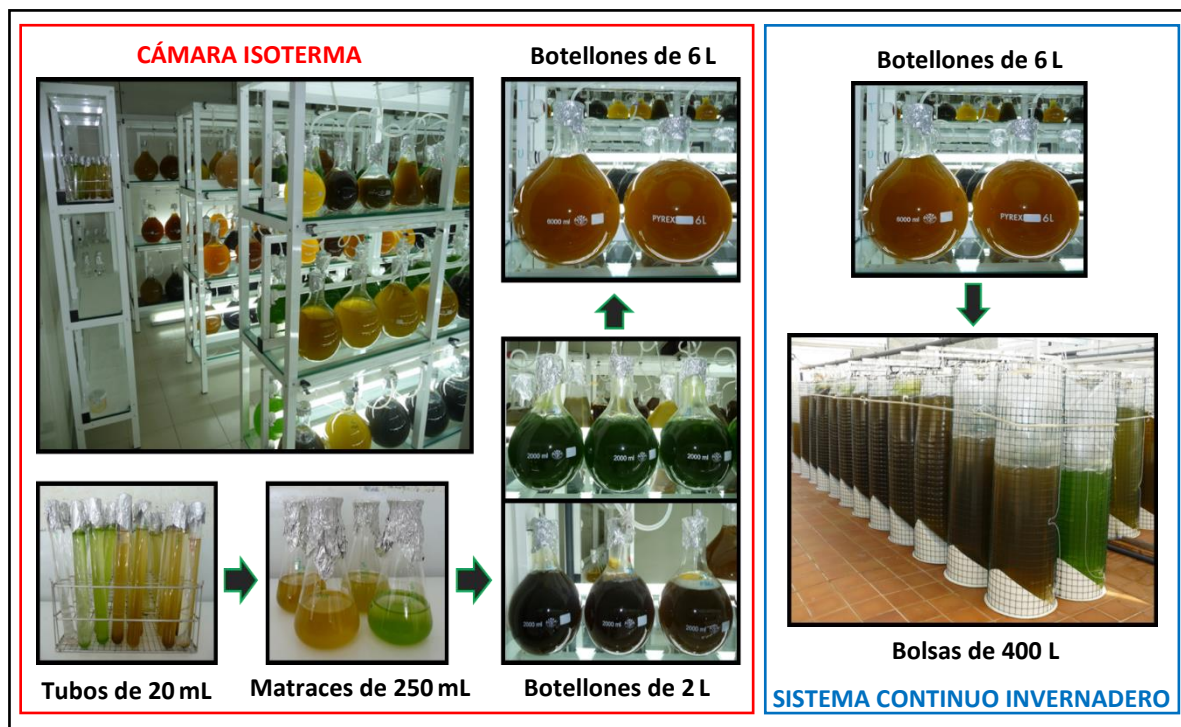 CÁMARA ISOTERMA
Botellones de 6 L
6000 ml
PYREX 6L
Tubos de 20 mL
Matraces de 250 mL
2000 ml
2000 ml
2000 ml
2000 ml
2000 ml
2000 ml
Botellones de 2 L
Botellones de 6 L
6000 ml
PYREX 6L
Bolsas de 400 L
SISTEMA CONTINUO INVERNADERO